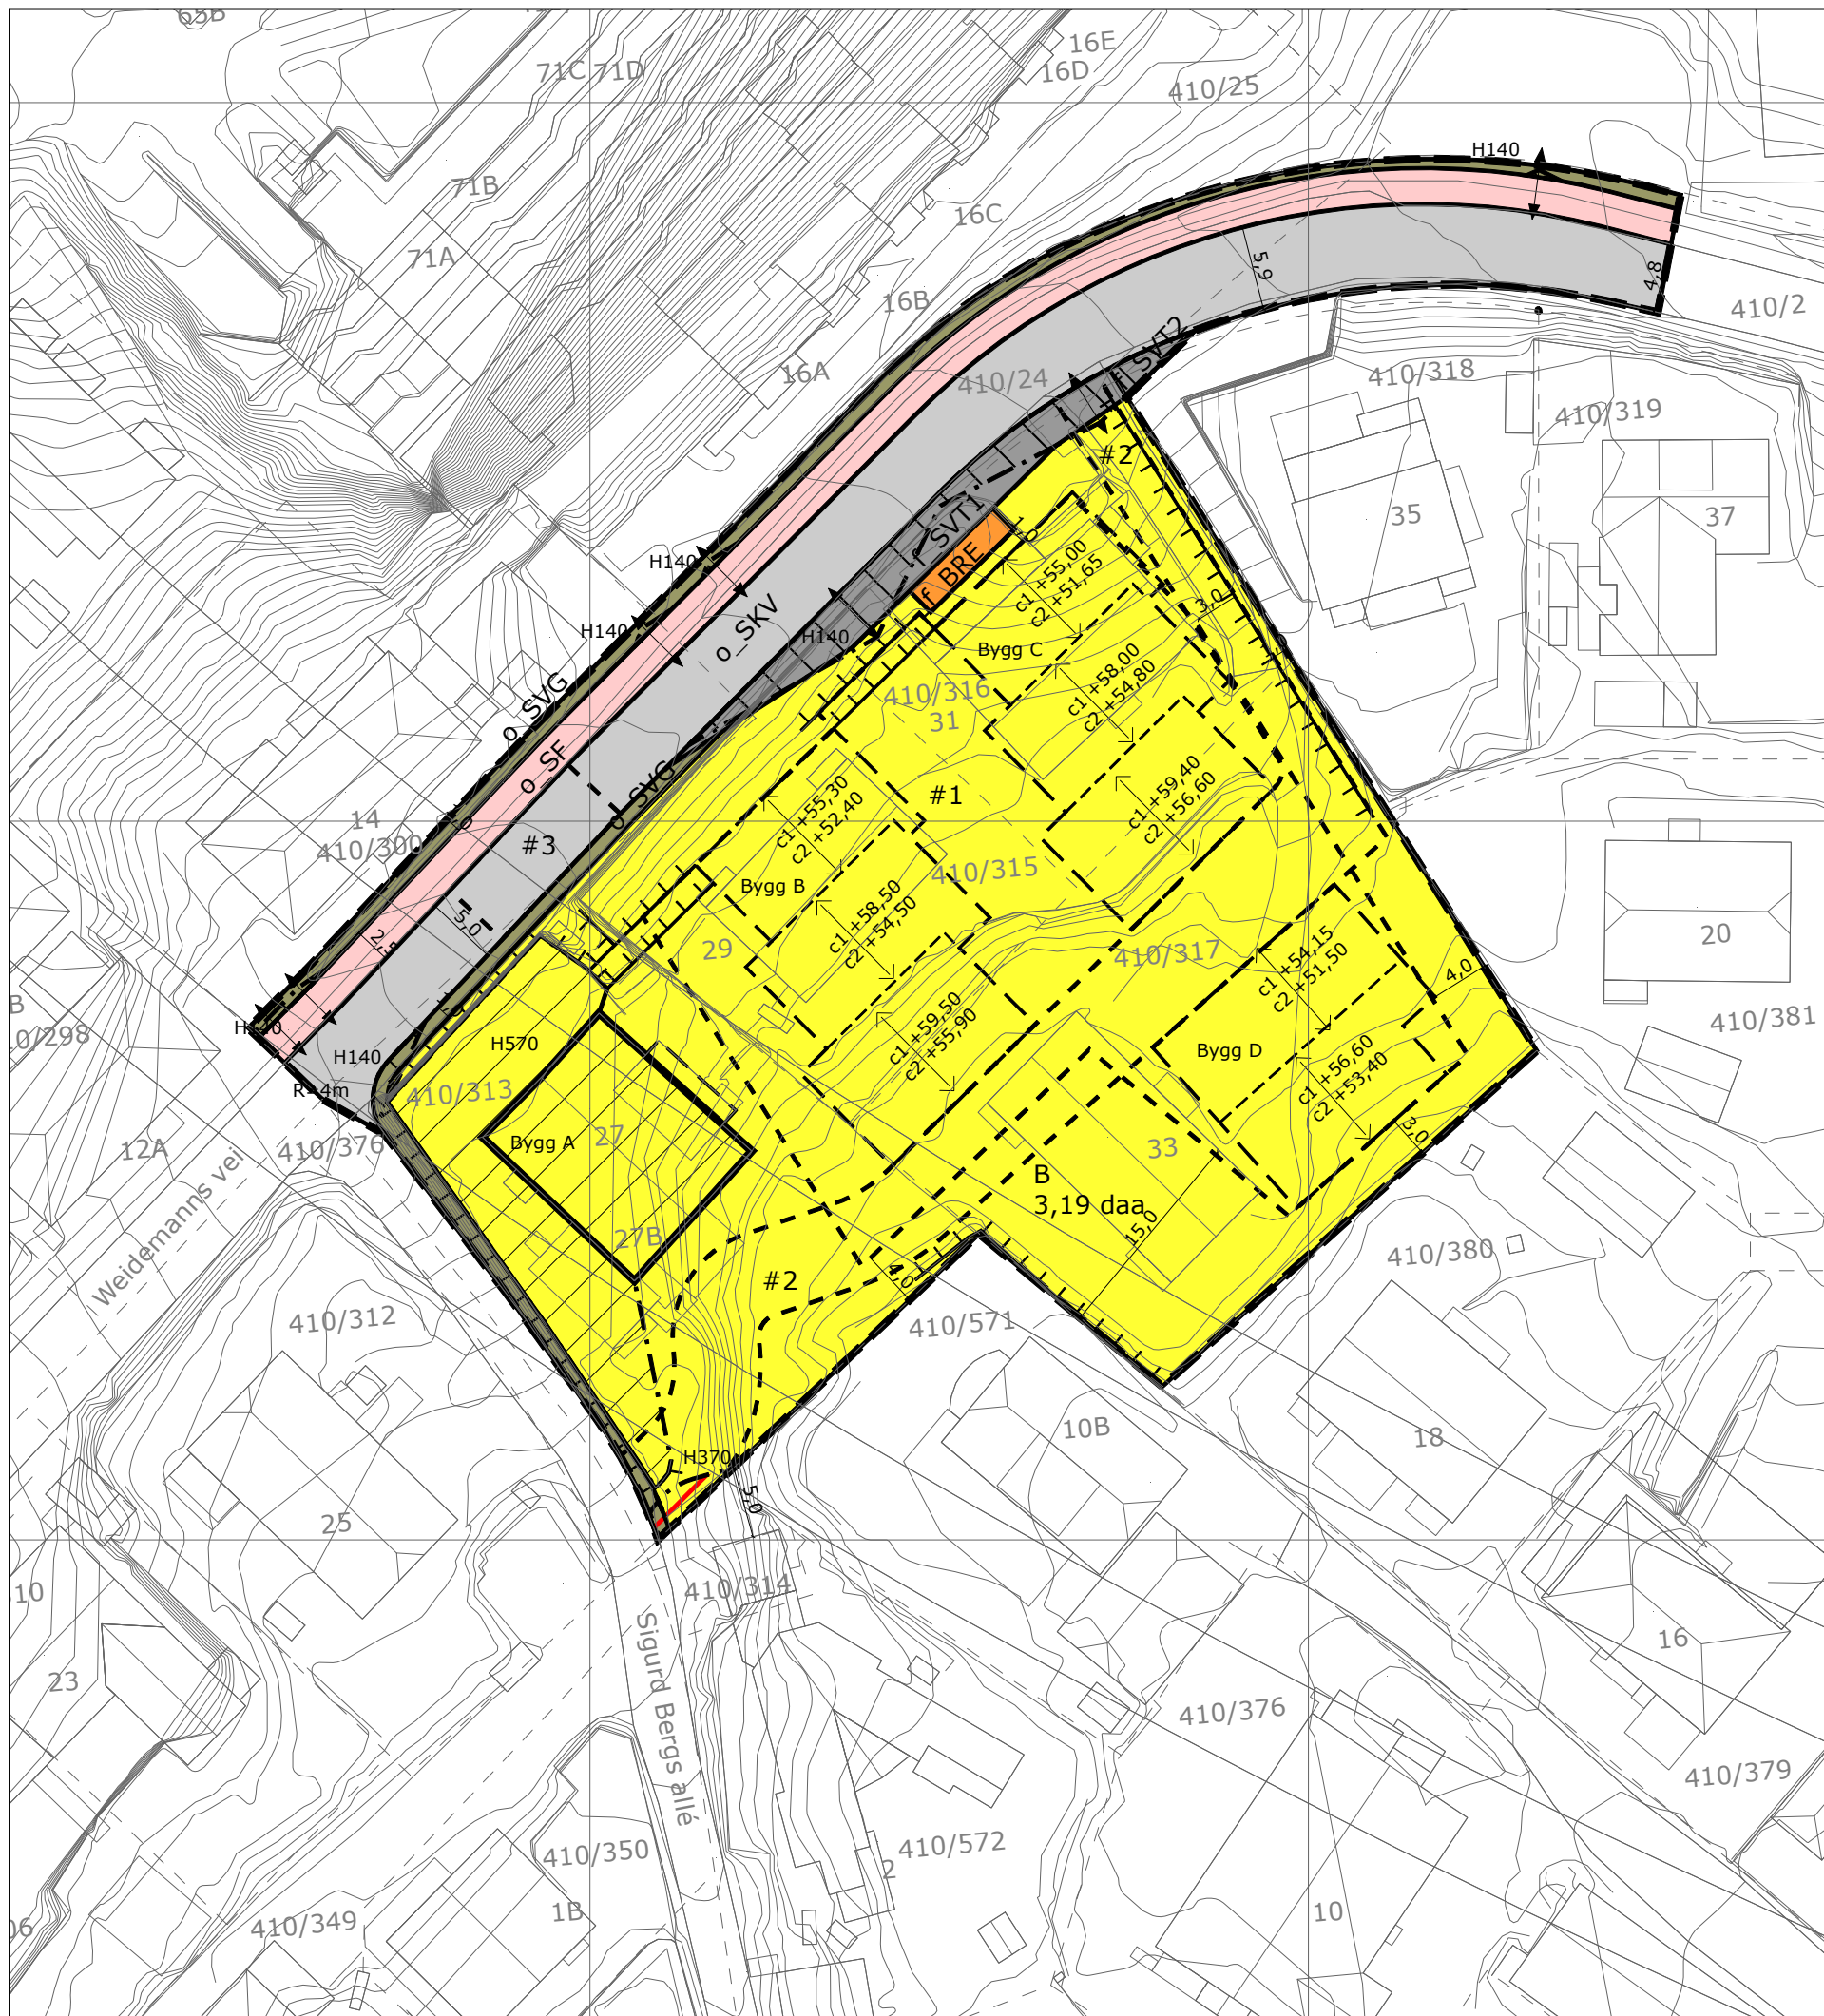 65B
71C 71D
16E
16D
410/25
H140
71B
16C
71A
5,9
4,8
410/2
16B
f_SVT2
16A
410/24
410/318
410/319
#2
35
37
f_SVT1
1,0
H140
f_BRE
c1 +55,00
c2 +51,65
3,0
H140
o_SKV
H140
Bygg C
c1 +58,00
c2 +54,80
410/316
31
o_SVG
o_SF
o_SVG
c1 +55,30
c2 +52,40
#1
c1 +59,40
c2 +56,60
14
410/300
#3
Bygg B
410/315
2,5
5,0
c1 +58,50
c2 +54,50
29
410/317
c1 +54,15
c2 +51,50
4,0
20
410/381
H140
H140
H570
c1 +59,50
c2 +55,90
Bygg D
R=4m
410/313
c1 +56,60
c2 +53,40
3,0
12A
410/376
Bygg A
27
33
B
3,19 daa
15,0
Weidemanns vei
27B
#2
4,0
410/380
410/312
410/571
10B
18
H370
5,0
25
410/314
16
23
Sigurd Bergs allé
410/376
410/379
410/350
410/572
2
410/349
1B
10